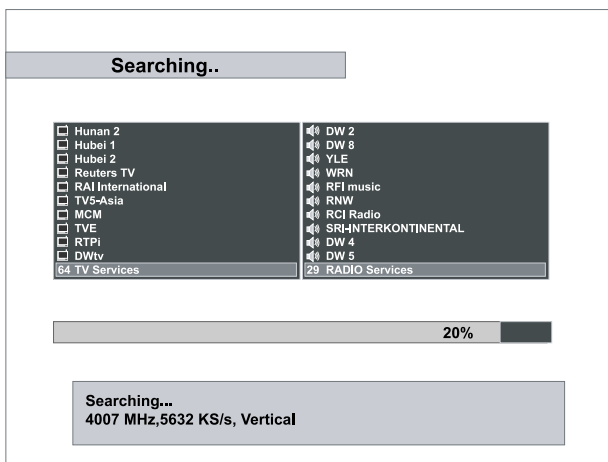 Searching..
Hunan 2
Hubei 1
Hubei 2
Reuters TV
RAI International
TV5-Asia
MCM
TVE
RTPi
DWtv
64 TV Services
DW 2
DW 8
YLE
WRN
RFI music
RNW
RCI Radio
SRI-INTERKONTINENTAL
DW 4
DW 5
29 RADIO Services
20%
Searching...
4007 MHz,5632 KS/s, Vertical